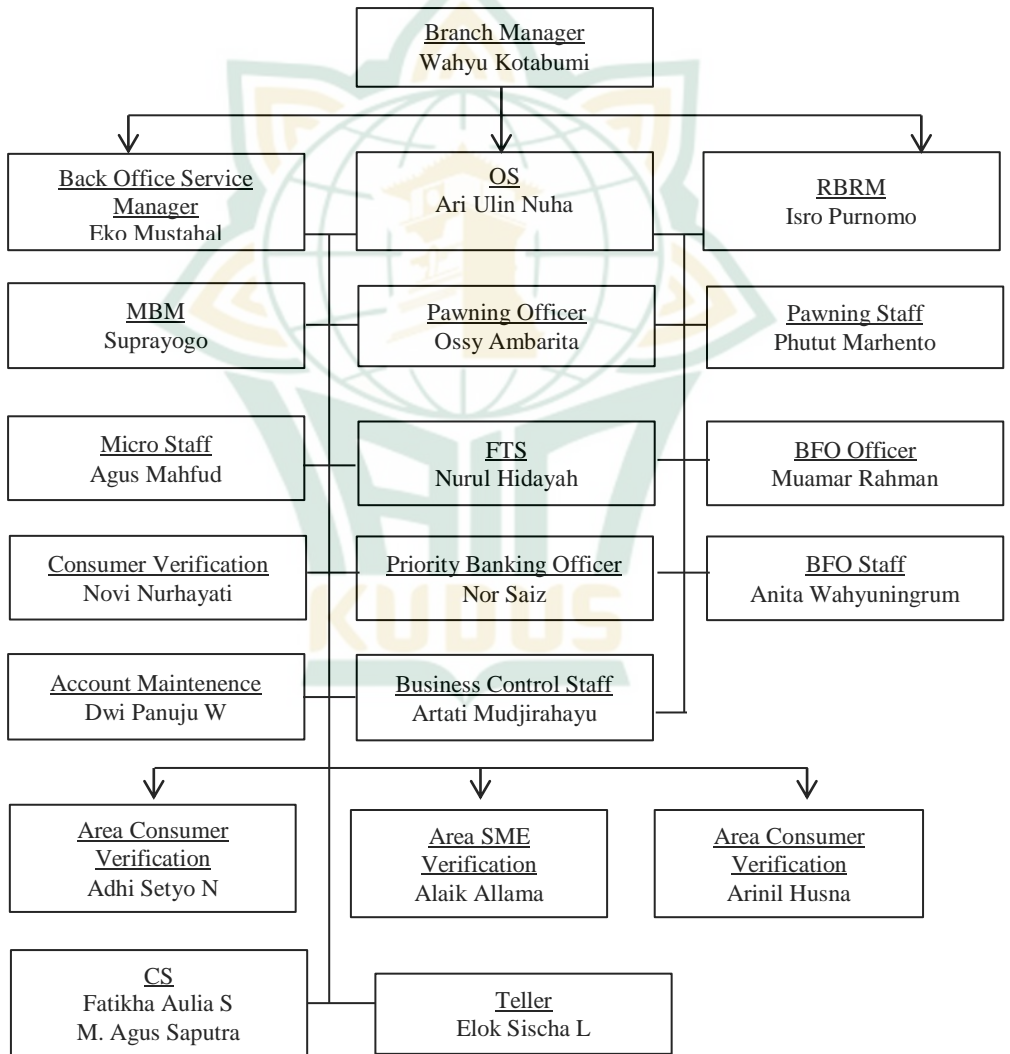 Branch Manager
Wahyu Kotabumi
Back Office Service
Manager
Eko Mustahal
OS
Ari Ulin Nuha
RBRM
Isro Purnomo
MBM
Suprayogo
Pawning Officer
Ossy Ambarita
Pawning Staff
Phutut Marhento
Micro Staff
Agus Mahfud
FTS
Nurul Hidayah
BFO Officer
Muamar Rahman
Consumer Verification
Novi Nurhayati
Priority Banking Officer
Nor Saiz
BFO Staff
Anita Wahyuningrum
KUDUS
Account Maintenence
Dwi Panuju W
Business Control Staff
Artati Mudjirahayu
Area Consumer
Verification
Adhi Setyo N
Area SME
Verification
Alaik Allama
Area Consumer
Verification
Arinil Husna
CS
Fatikha Aulia S
M. Agus Saputra
Teller
Elok Sischa L